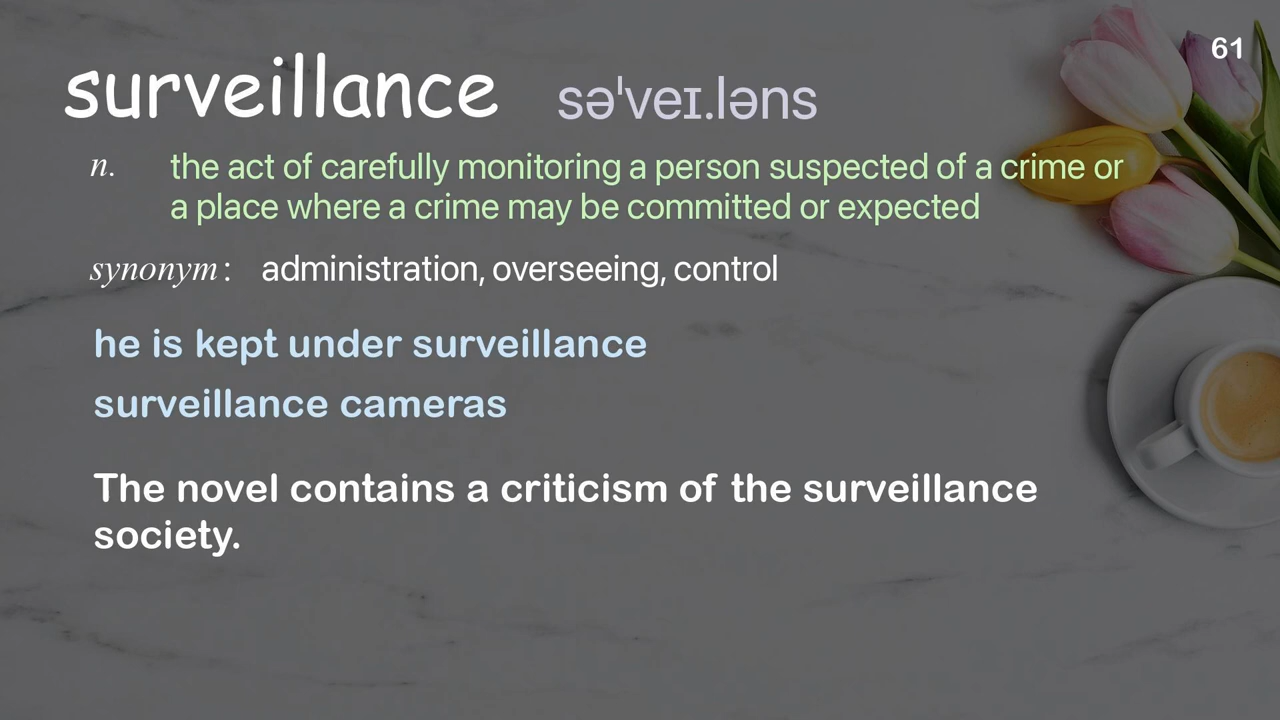 61
surveillance səˈveɪ.ləns
n. the act of carefully monitoring a person suspected of a crime or
a place where a crime may be committed or expected
synonym: administration, overseeing, control
he is kept under surveillance
surveillance cameras
The novel contains a criticism of the surveillance
society.